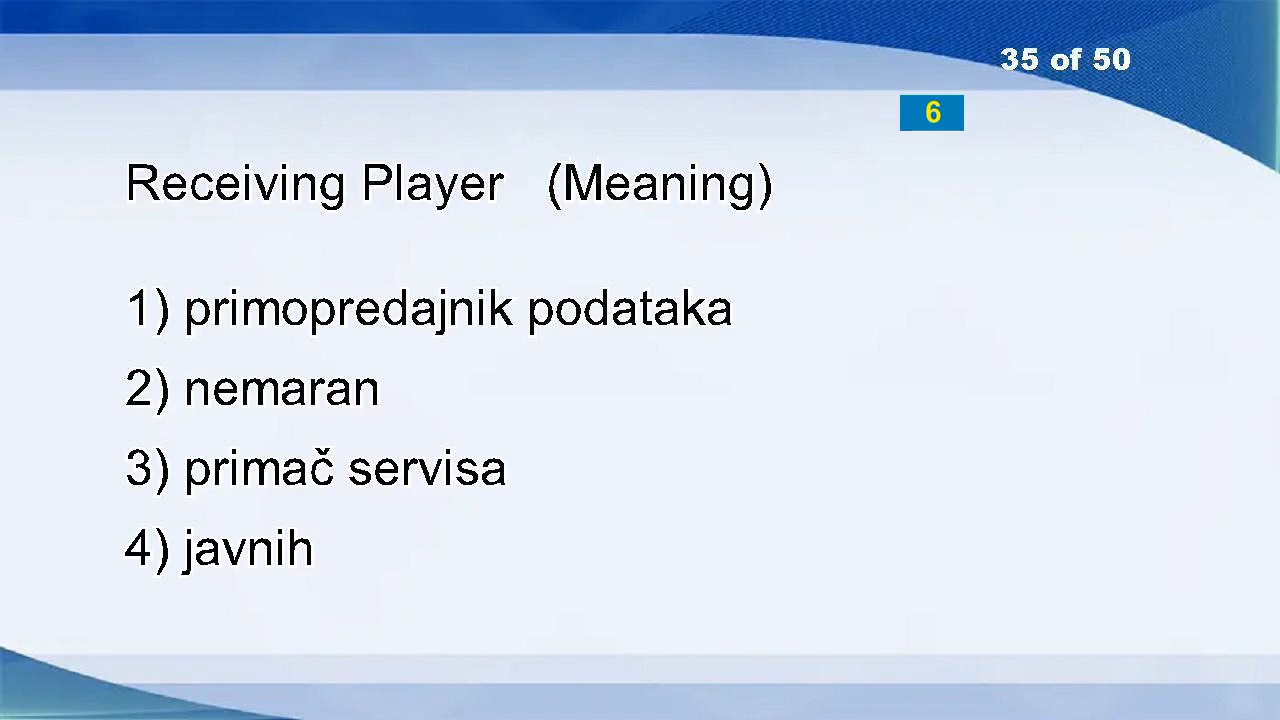 35 of 50
6
Receiving Player (Meaning)
1) primopredajnik podataka
2) nemaran
3) primač servisa
4) javnih